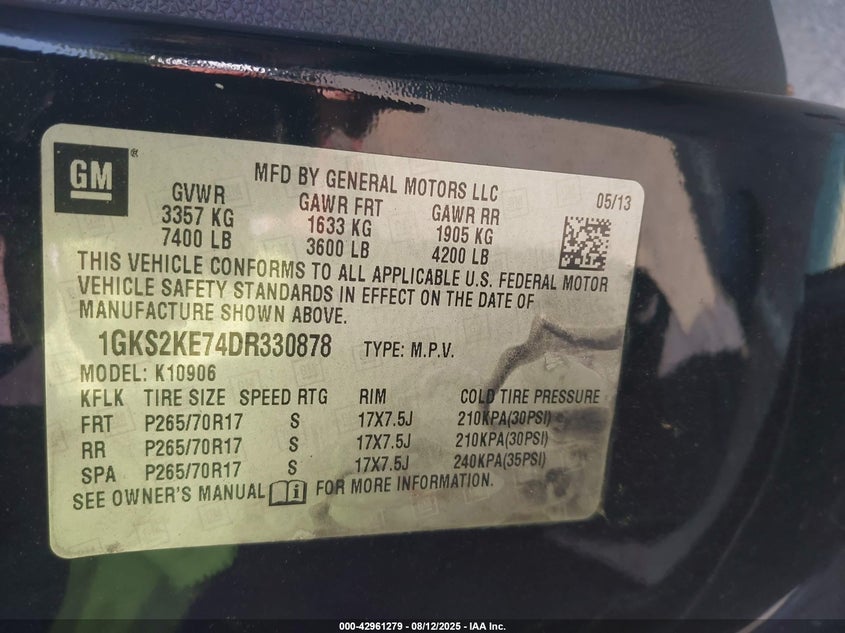 GM®
MFD BY GENERAL MOTORS LLC
05/13
GVWR GAWR FRT GAWR RR
3357 KG 1633 KG 1905 KG
7400 LB 3600 LB 4200 LB
THIS VEHICLE CONFORMS TO ALL APPLICABLE U.S. FEDERAL MOTOR
VEHICLE SAFETY STANDARDS IN EFFECT ON THE DATE OF
MANUFACTURE SHOWN ABOVE.
1GKS2KE74DR330878 TYPE: M.P.V.
MODEL: K10906
KFLK TIRE SIZE SPEED RTG RIM COLD TIRE PRESSURE
FRT P265/70R17 S 17X7.5J 210KPA(30PSI)
RR P265/70R17 S 17X7.5J 210KPA(30PSI)
SPA P265/70R17 S 17X7.5J 240KPA(35PSI)
SEE OWNER'S MANUAL i FOR MORE INFORMATION.
000-42961279 - 08/12/2025 - IAA Inc.